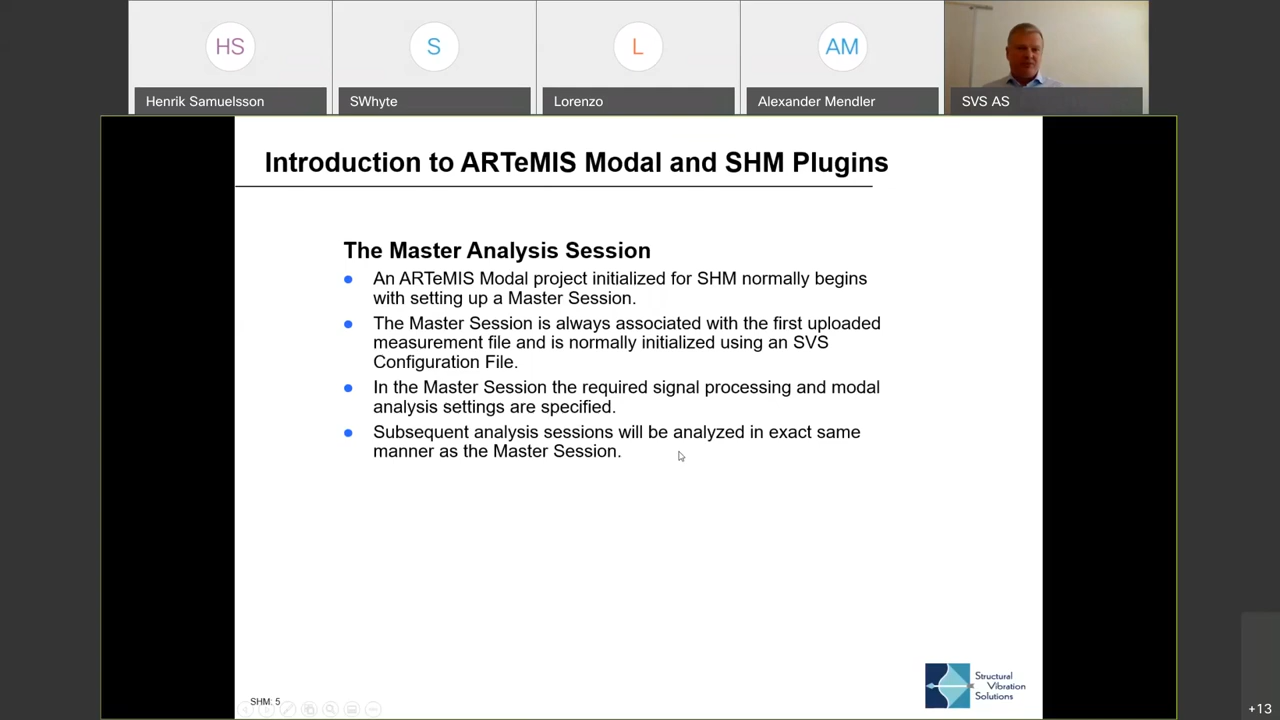 HS
S
L
AM
Henrik Samuelsson
SWhyte
Lorenzo
Alexander Mendler
SVS AS
Introduction to ARTeMIS Modal and SHM Plugins
The Master Analysis Session
An ARTeMIS Modal project initialized for SHM normally begins
with setting up a Master Session.
The Master Session is always associated with the first uploaded
measurement file and is normally initialized using an SVS
Configuration File.
In the Master Session the required signal processing and modal
analysis settings are specified.
Subsequent analysis sessions will be analyzed in exact same
manner as the Master Session.
Structural
Vibration
Solutions
SHM: 5
+13